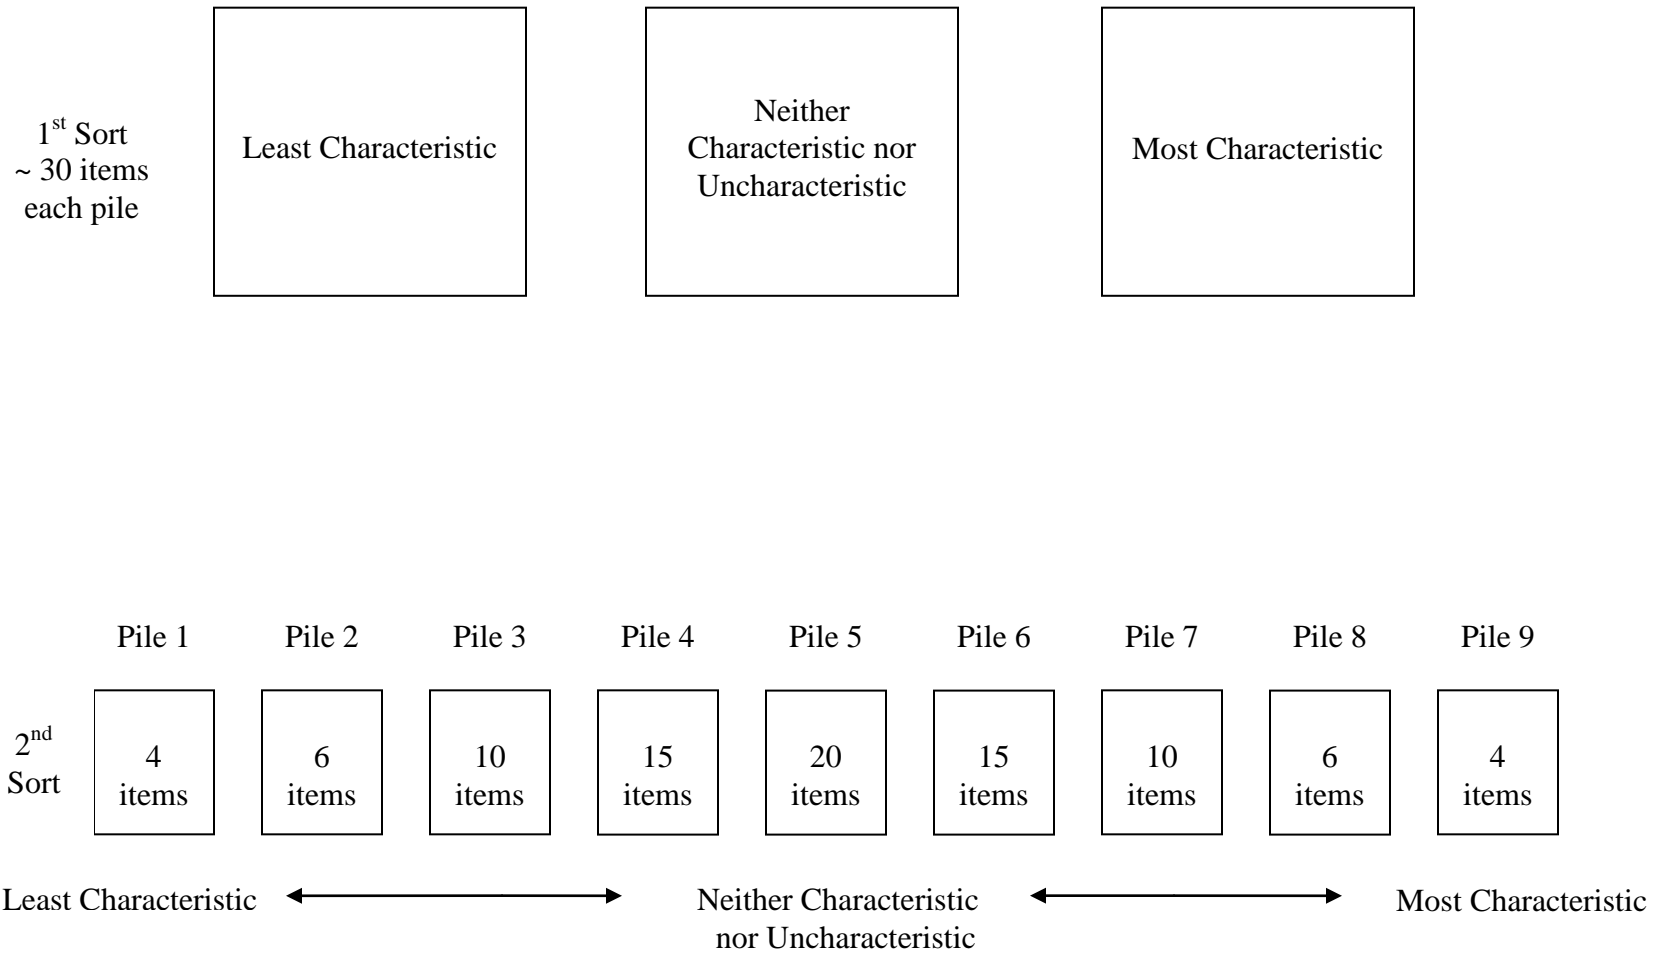 1st Sort
~ 30 items
each pile
Least Characteristic
Neither
Characteristic nor
Uncharacteristic
Most Characteristic
Pile 1 Pile 2 Pile 3 Pile 4 Pile 5 Pile 6 Pile 7 Pile 8 Pile 9
2nd
Sort
4
items
6
items
10
items
15
items
20
items
15
items
10
items
6
items
4
items
Least Characteristic
Neither Characteristic
nor Uncharacteristic
Most Characteristic